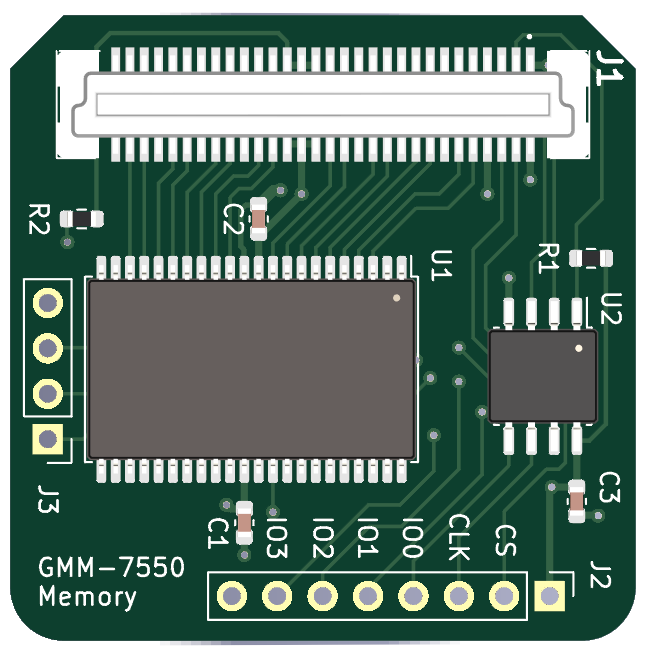 J1
R2
C2
U1
R1
U2
J3
C1
IO3
IO2
IO1
IO0
CLK
CS
C3
J2
GMM-7550
Memory